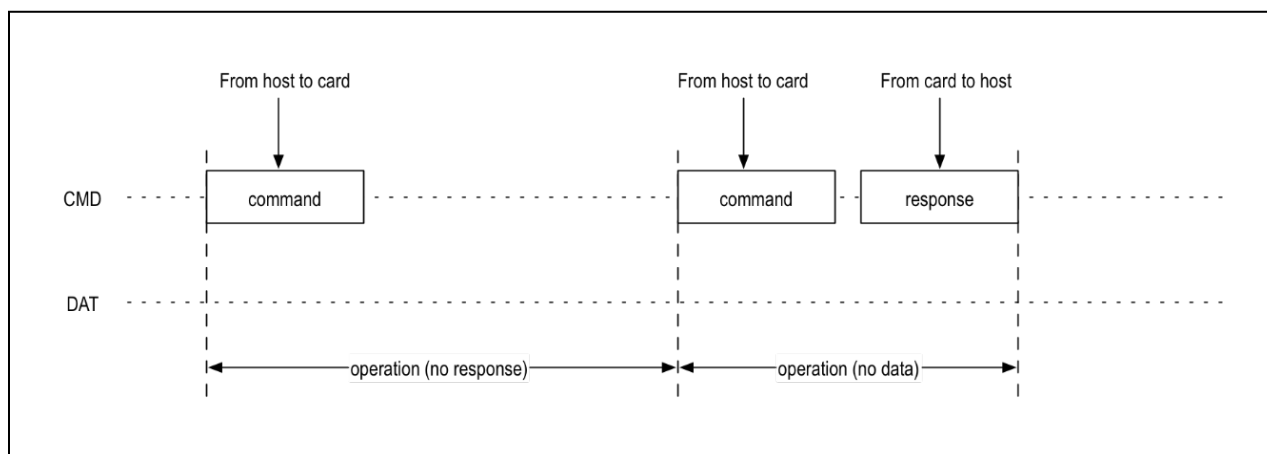 From host to card
From host to card
From card to host
CMD
command
command
response
DAT
operation (no response)
operation (no data)